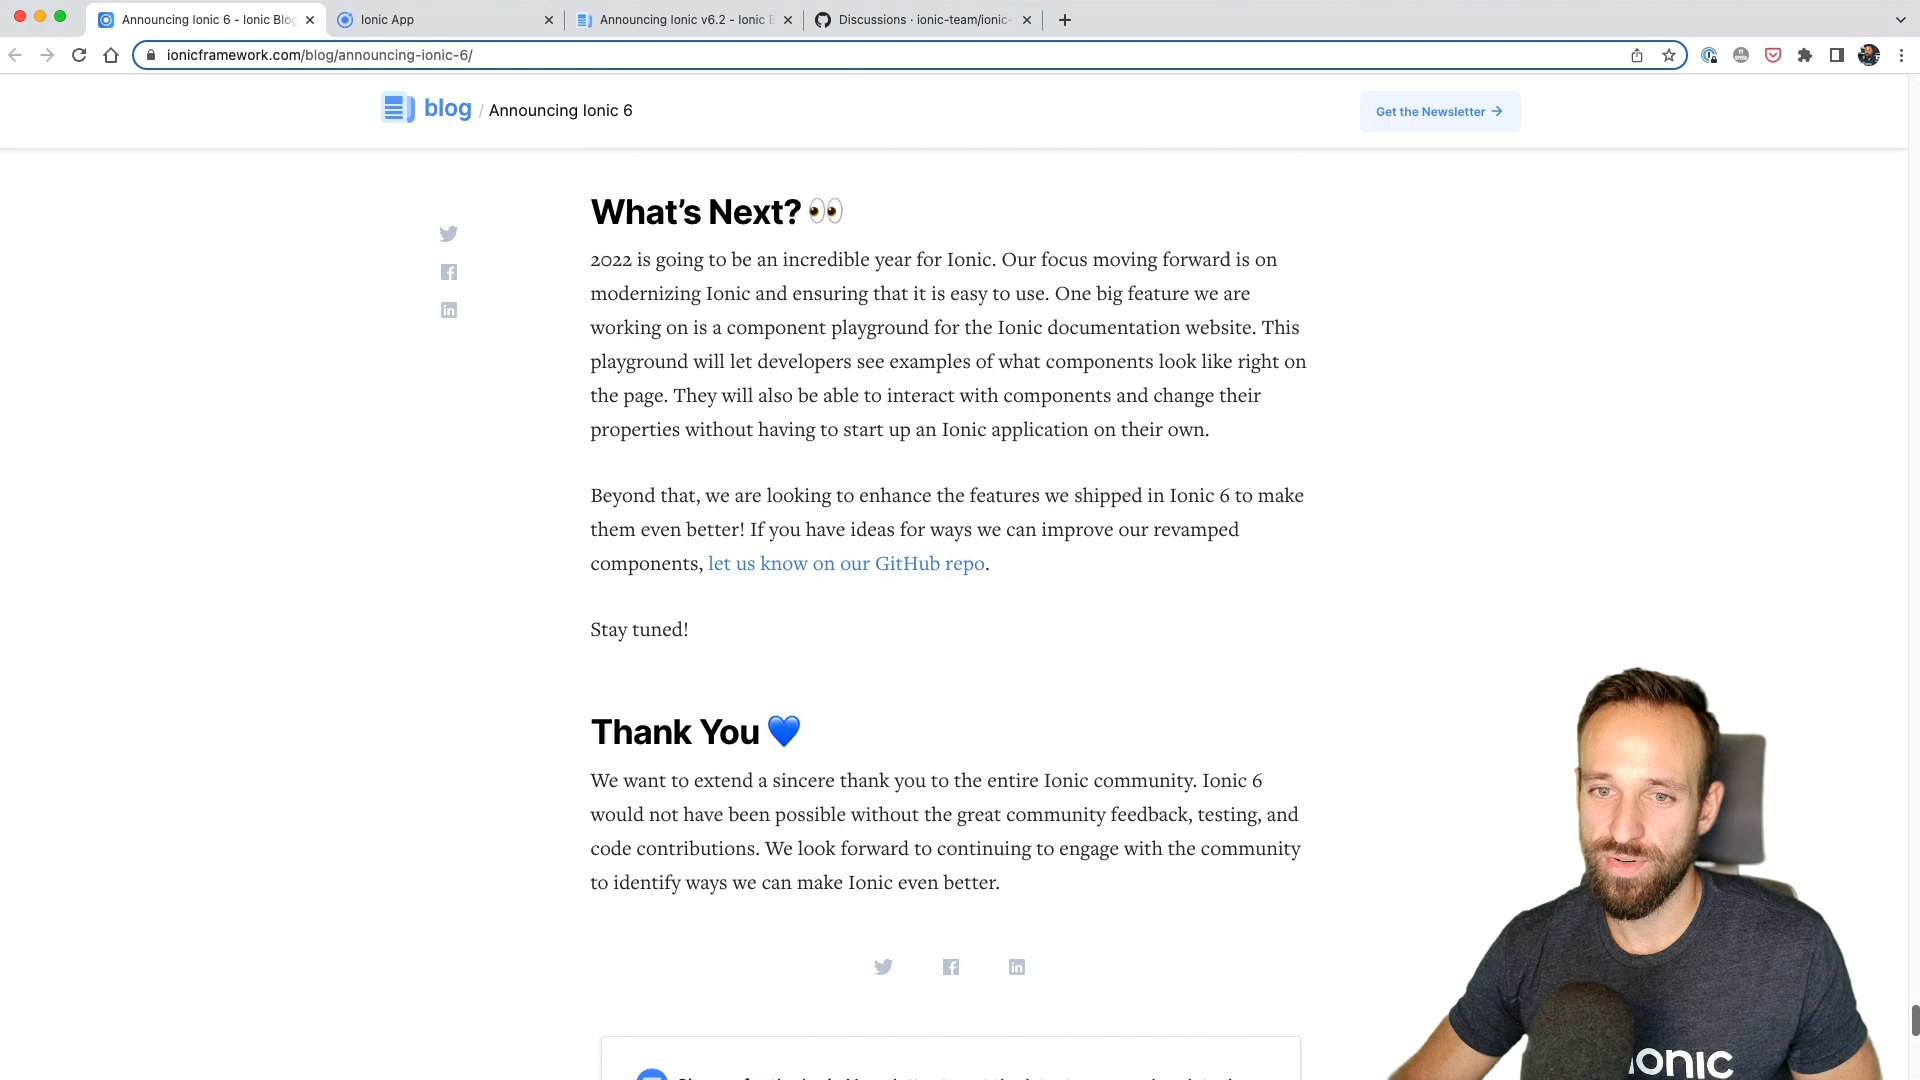 Announcing Ionic 6 - Ionic Blog
Ionic App
Announcing Ionic v6.2 - Ionic B
Discussions · ionic-team/ionic-
ionicframework.com/blog/announcing-ionic-6/
blog / Announcing Ionic 6
Get the Newsletter →
What’s Next? 👀
2022 is going to be an incredible year for Ionic. Our focus moving forward is on
modernizing Ionic and ensuring that it is easy to use. One big feature we are
working on is a component playground for the Ionic documentation website. This
playground will let developers see examples of what components look like right on
the page. They will also be able to interact with components and change their
properties without having to start up an Ionic application on their own.
Beyond that, we are looking to enhance the features we shipped in Ionic 6 to make
them even better! If you have ideas for ways we can improve our revamped
components, let us know on our GitHub repo.
Stay tuned!
Thank You 💙
We want to extend a sincere thank you to the entire Ionic community. Ionic 6
would not have been possible without the great community feedback, testing, and
code contributions. We look forward to continuing to engage with the community
to identify ways we can make Ionic even better.
ionic